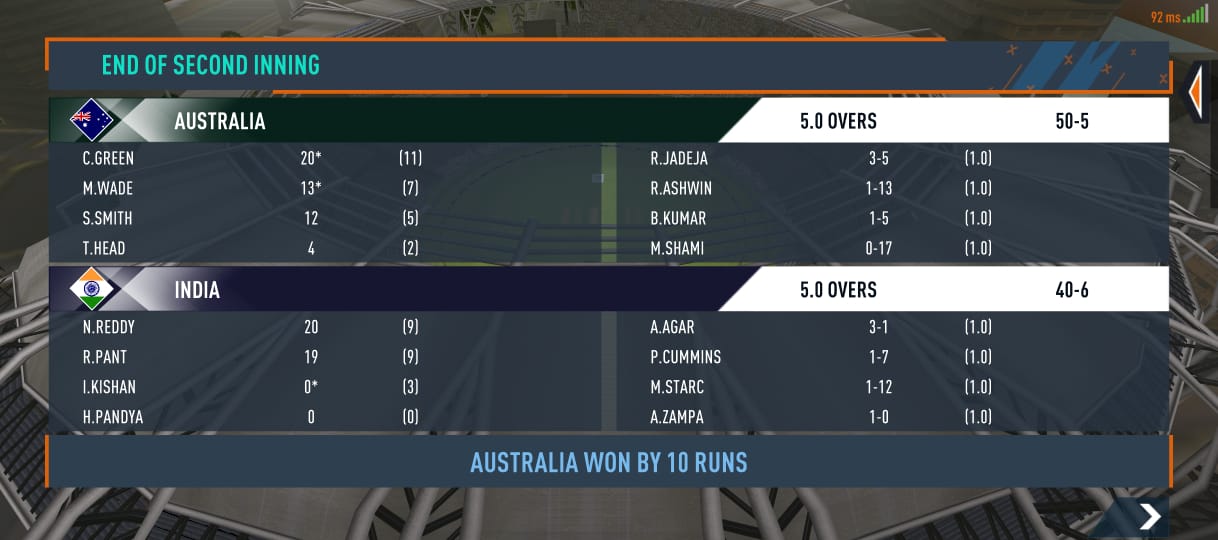 92 ms
END OF SECOND INNING
AUSTRALIA 5.0 OVERS 50-5
C.GREEN 20* (11) R.JADEJA 3-5 (1.0)
M.WADE 13* (7) R.ASHWIN 1-13 (1.0)
S.SMITH 12 (5) B.KUMAR 1-5 (1.0)
T.HEAD 4 (2) M.SHAMI 0-17 (1.0)
INDIA 5.0 OVERS 40-6
N.REDDY 20 (9) A.AGAR 3-1 (1.0)
R.PANT 19 (9) P.CUMMINS 1-7 (1.0)
I.KISHAN 0* (3) M.STARC 1-12 (1.0)
H.PANDYA 0 (0) A.ZAMPA 1-0 (1.0)
AUSTRALIA WON BY 10 RUNS